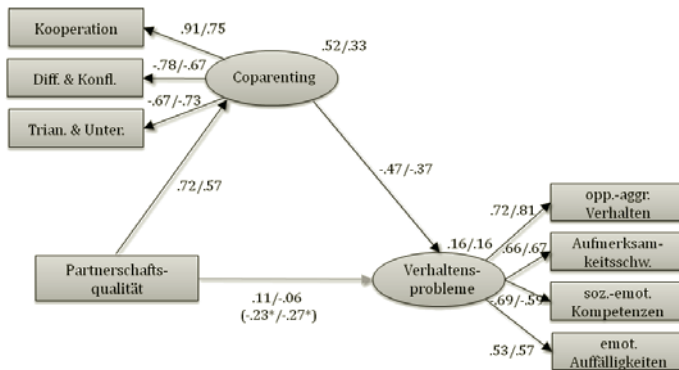 Kooperation
.91/.75
.52/.33
Diff. & Konfl.
-.78/-.67
Coparenting
-.67/-.73
Trian. & Unter.
.72/.57
-.47/-.37
opp.-aggr.
Verhalten
.72/.81
.16/.16
.66/.67
Aufmerksam-
keitsschw.
Partnerschafts-
qualität
Verhaltens-
probleme
-.69/-.59
soz.-emot.
Kompetenzen
.11/-.06
(-.23*/-.27*)
.53/.57
emot.
Auffälligkeiten